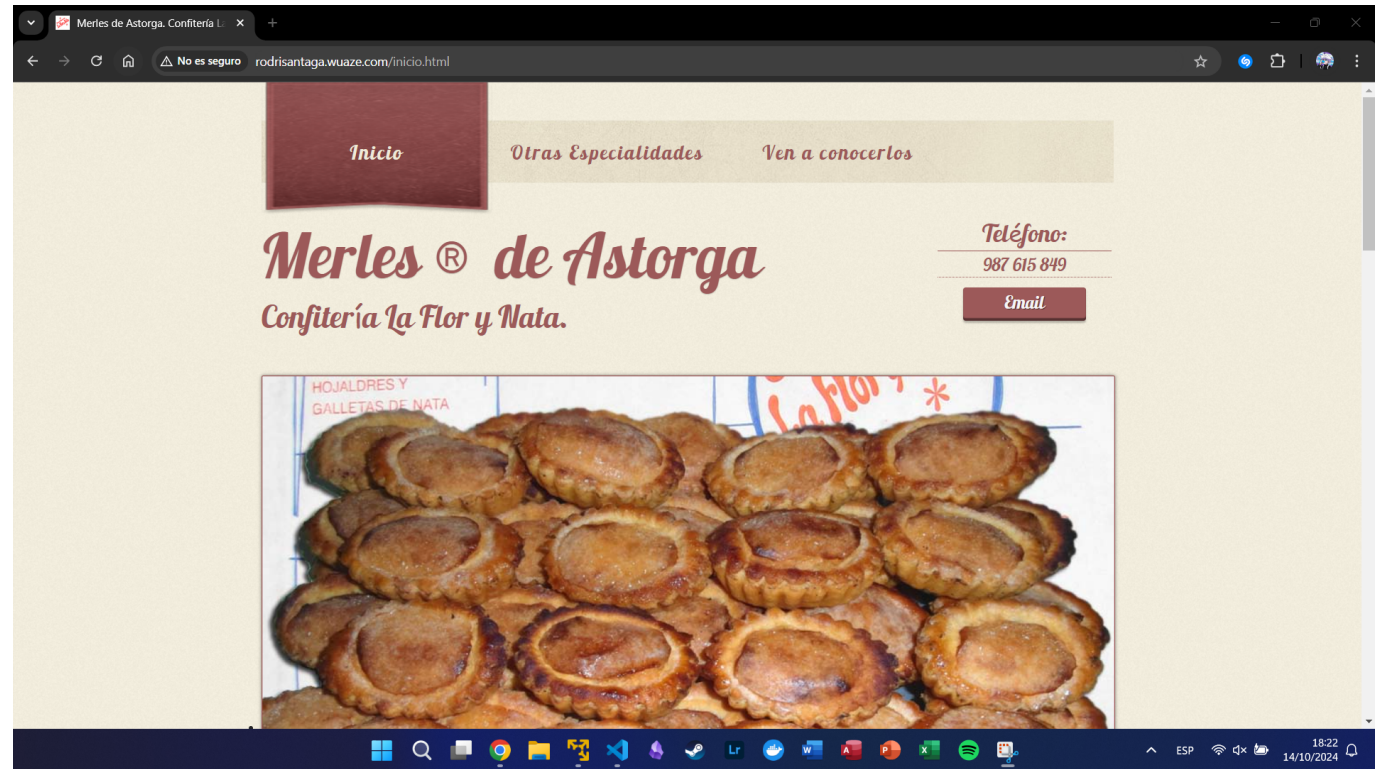 Merles de Astorga. Confitería L
No es seguro
rodrisantaga.wuaze.com/inicio.html
Inicio
Otras Especialidades
Ven a conocerlos
Merles ® de Astorga
Confitería La Flor y Nata.
Teléfono:
987 615 849
Email
HOJALDRES Y
GALLETAS DE NATA
La Flor y
ESP
18:22
14/10/2024